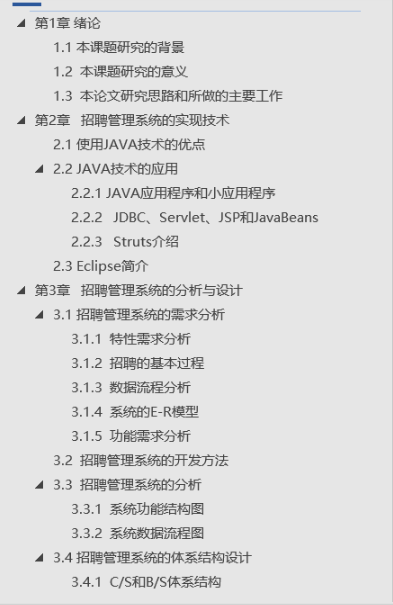 第1章 绪论
1.1 本课题研究的背景
1.2 本课题研究的意义
1.3 本论文研究思路和所做的主要工作
第2章 招聘管理系统的实现技术
2.1 使用JAVA技术的优点
2.2 JAVA技术的应用
2.2.1 JAVA应用程序和小应用程序
2.2.2 JDBC、Servlet、JSP和JavaBeans
2.2.3 Struts介绍
2.3 Eclipse简介
第3章 招聘管理系统的分析与设计
3.1 招聘管理系统的需求分析
3.1.1 特性需求分析
3.1.2 招聘的基本过程
3.1.3 数据流程分析
3.1.4 系统的E-R模型
3.1.5 功能需求分析
3.2 招聘管理系统的开发方法
3.3 招聘管理系统的分析
3.3.1 系统功能结构图
3.3.2 系统数据流程图
3.4 招聘管理系统的体系结构设计
3.4.1 C/S和B/S体系结构